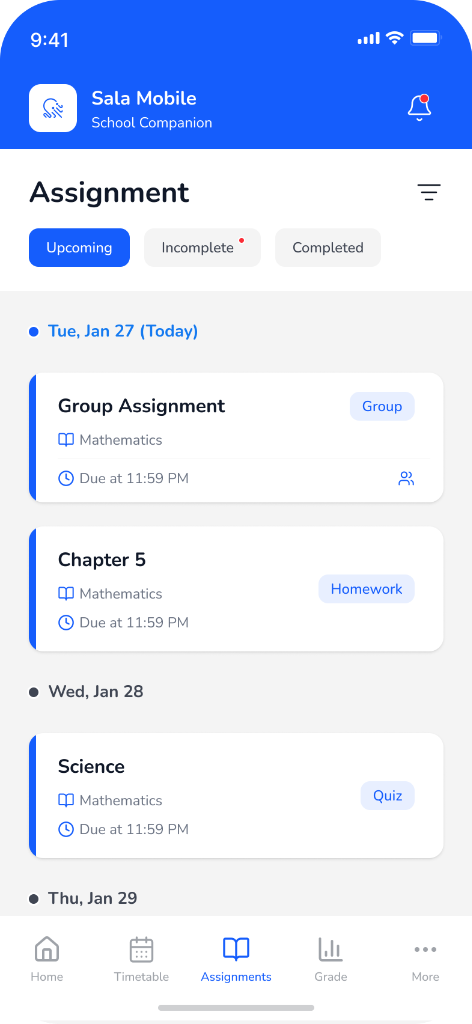 9:41
Sala Mobile
School Companion
Assignment
Upcoming
Incomplete
Completed
Tue, Jan 27 (Today)
Group Assignment
Group
Mathematics
Due at 11:59 PM
Chapter 5
Mathematics
Homework
Due at 11:59 PM
Wed, Jan 28
Science
Mathematics
Quiz
Due at 11:59 PM
Thu, Jan 29
Home
Timetable
Assignments
Grade
More